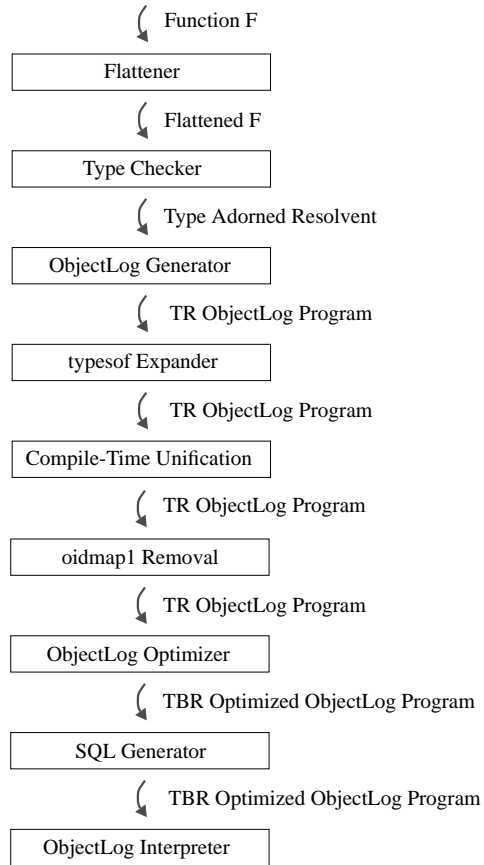 Function F
Flattener
Flattened F
Type Checker
Type Adorned Resolvent
ObjectLog Generator
TR ObjectLog Program
typesof Expander
TR ObjectLog Program
Compile-Time Unification
TR ObjectLog Program
oidmap1 Removal
TR ObjectLog Program
ObjectLog Optimizer
TBR Optimized ObjectLog Program
SQL Generator
TBR Optimized ObjectLog Program
ObjectLog Interpreter